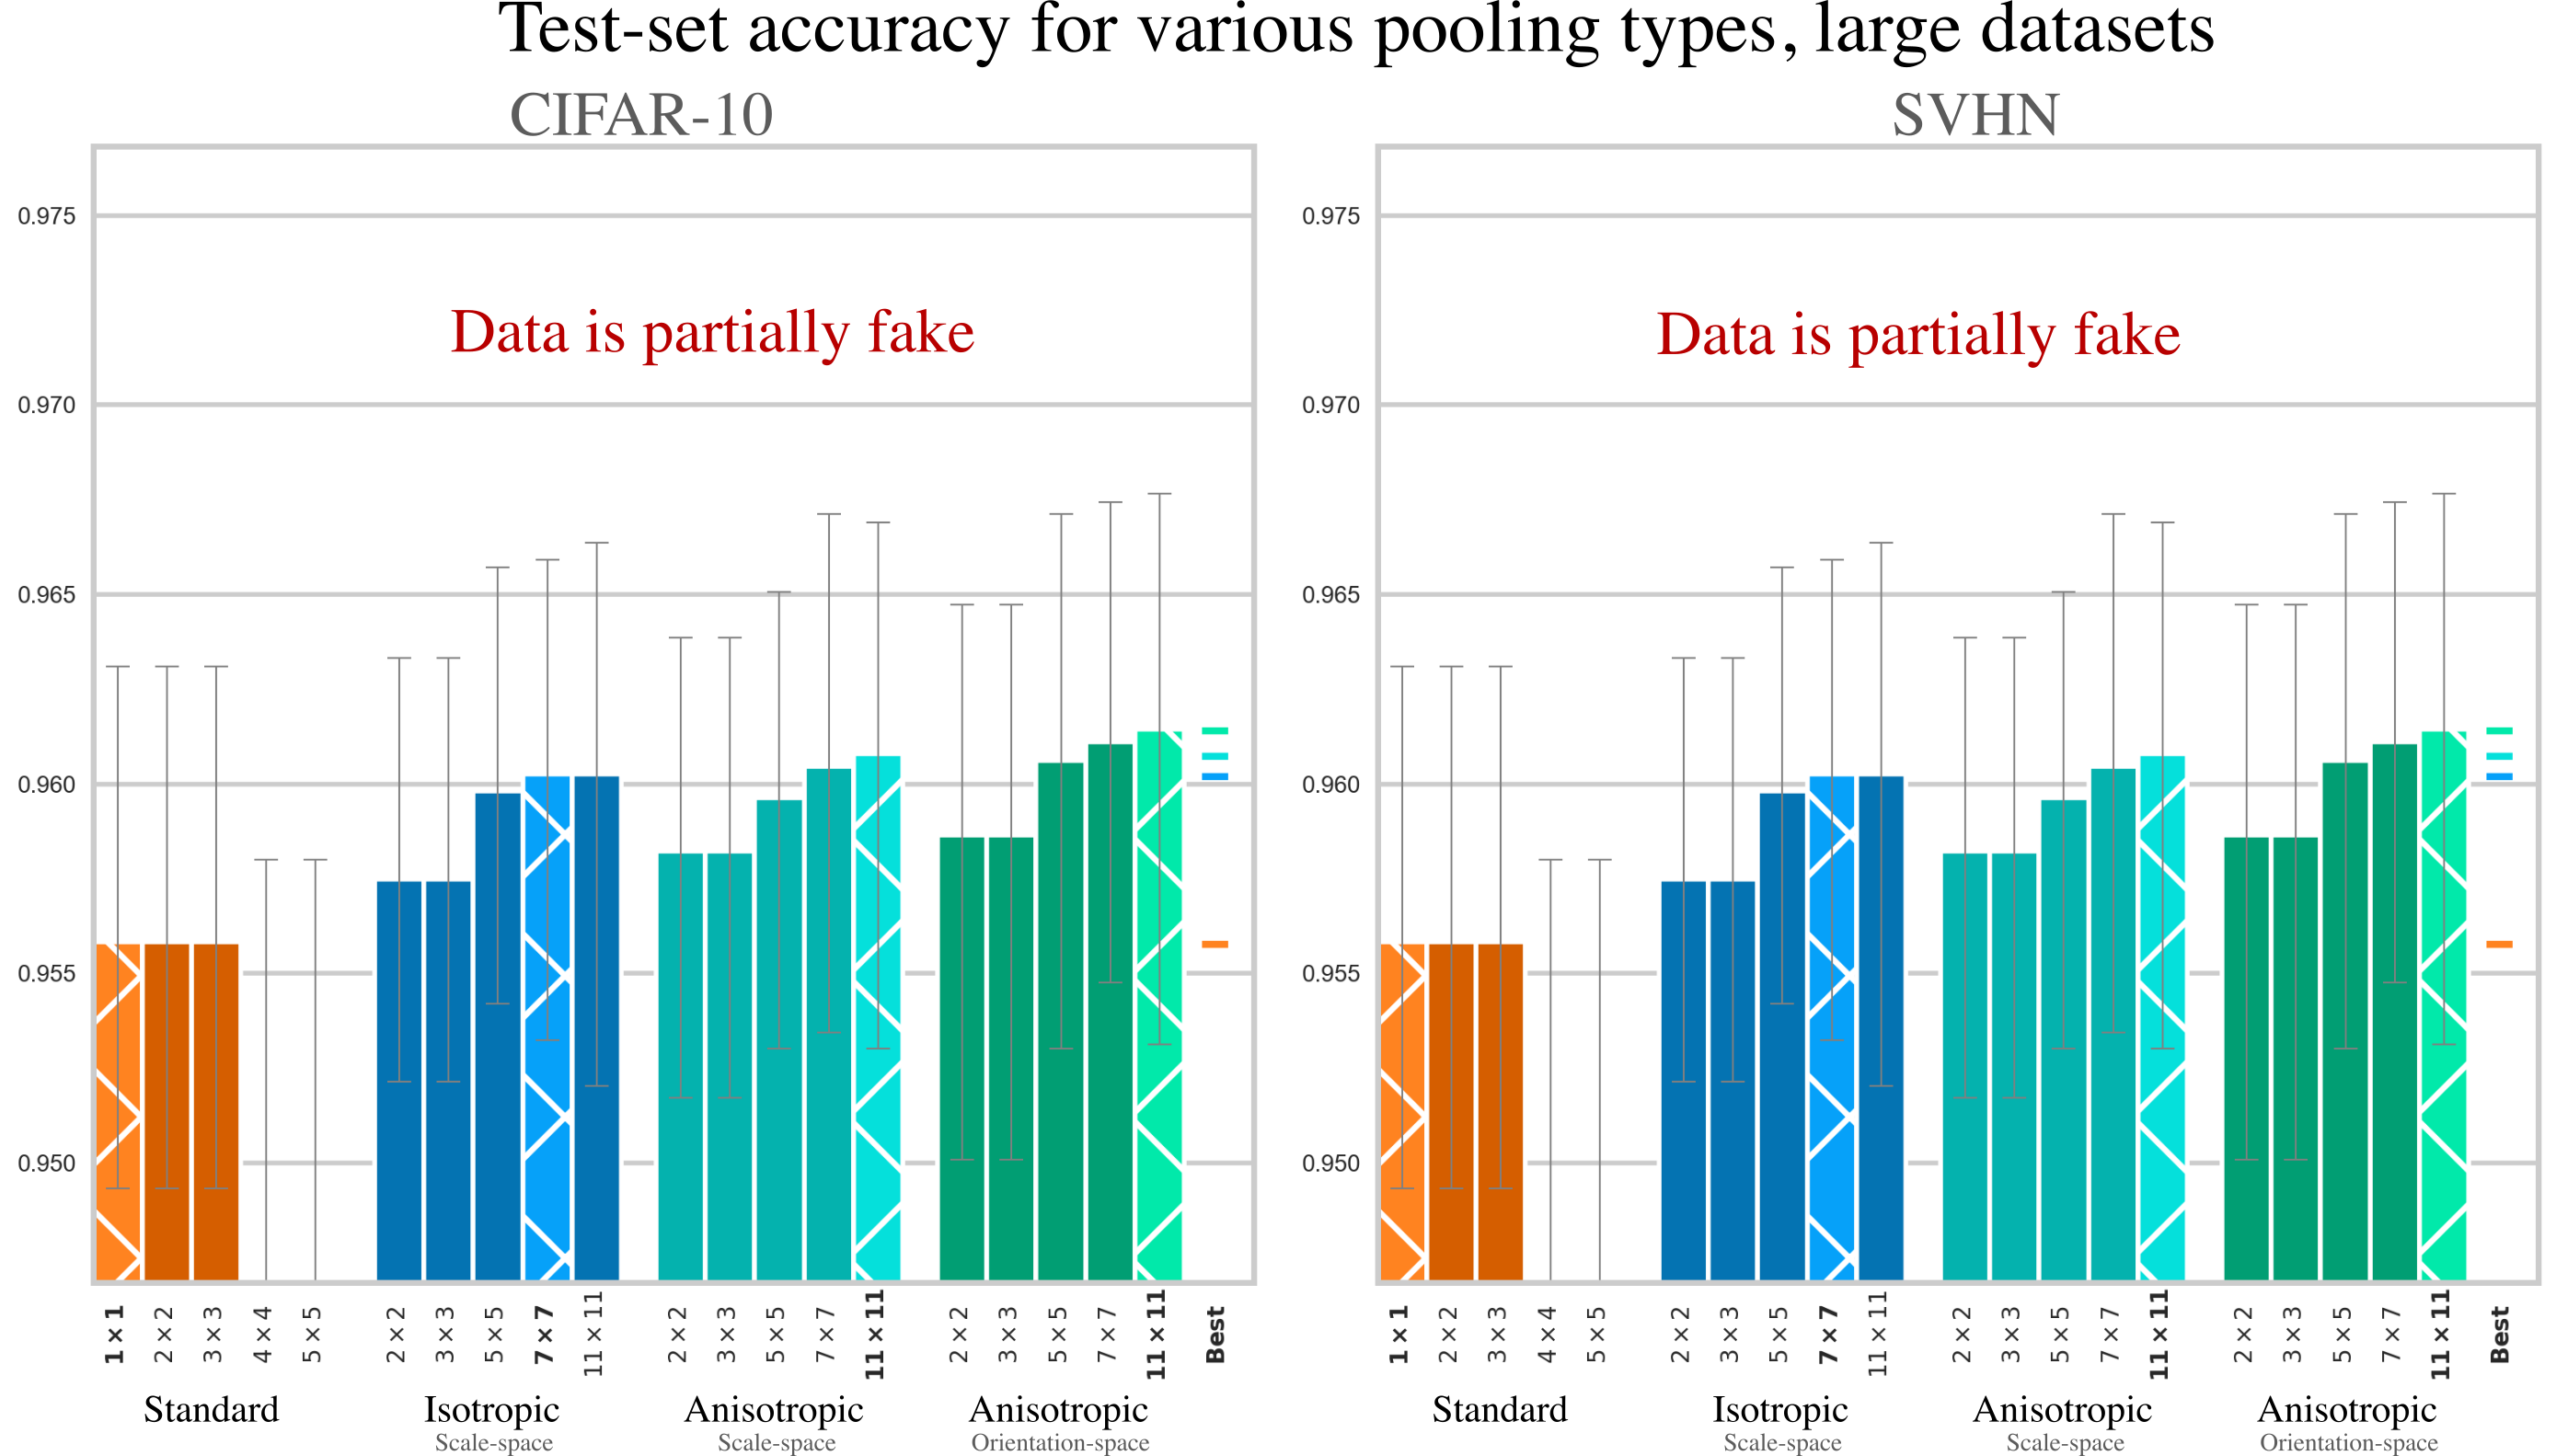 Test-set accuracy for various pooling types, large datasets
CIFAR-10
0.975
0.970
0.965
0.960
0.955
0.950
Data is partially fake
1×1 2×2 3×3 4×4 5×5 2×2 3×3 5×5 7×7 11×11 2×2 3×3 5×5 7×7 11×11 2×2 3×3 5×5 7×7 11×11 Best
Standard Isotropic Anisotropic Anisotropic
Scale-space Scale-space Orientation-space
SVHN
0.975
0.970
0.965
0.960
0.955
0.950
Data is partially fake
1×1 2×2 3×3 4×4 5×5 2×2 3×3 5×5 7×7 11×11 2×2 3×3 5×5 7×7 11×11 2×2 3×3 5×5 7×7 11×11 Best
Standard Isotropic Anisotropic Anisotropic
Scale-space Scale-space Orientation-space